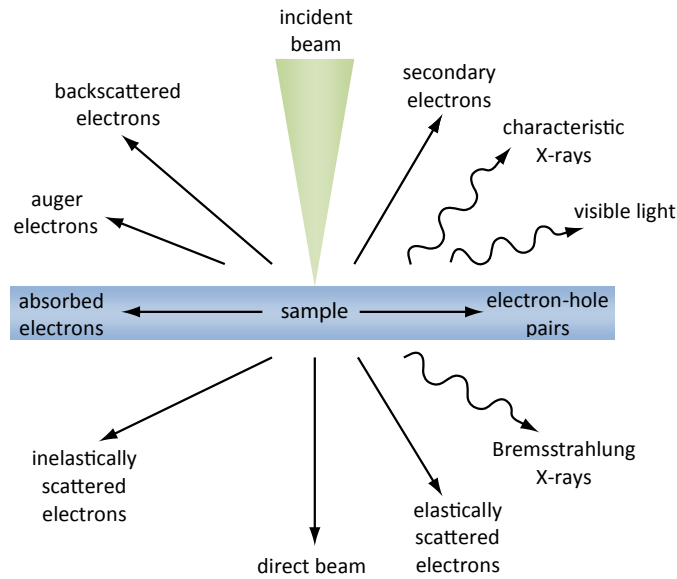 incident
beam
backscattered
electrons
secondary
electrons
characteristic
X-rays
auger
electrons
visible light
absorbed
electrons
sample
electron-hole
pairs
inelastically
scattered
electrons
direct beam
elastically
scattered
electrons
Bremsstrahlung
X-rays